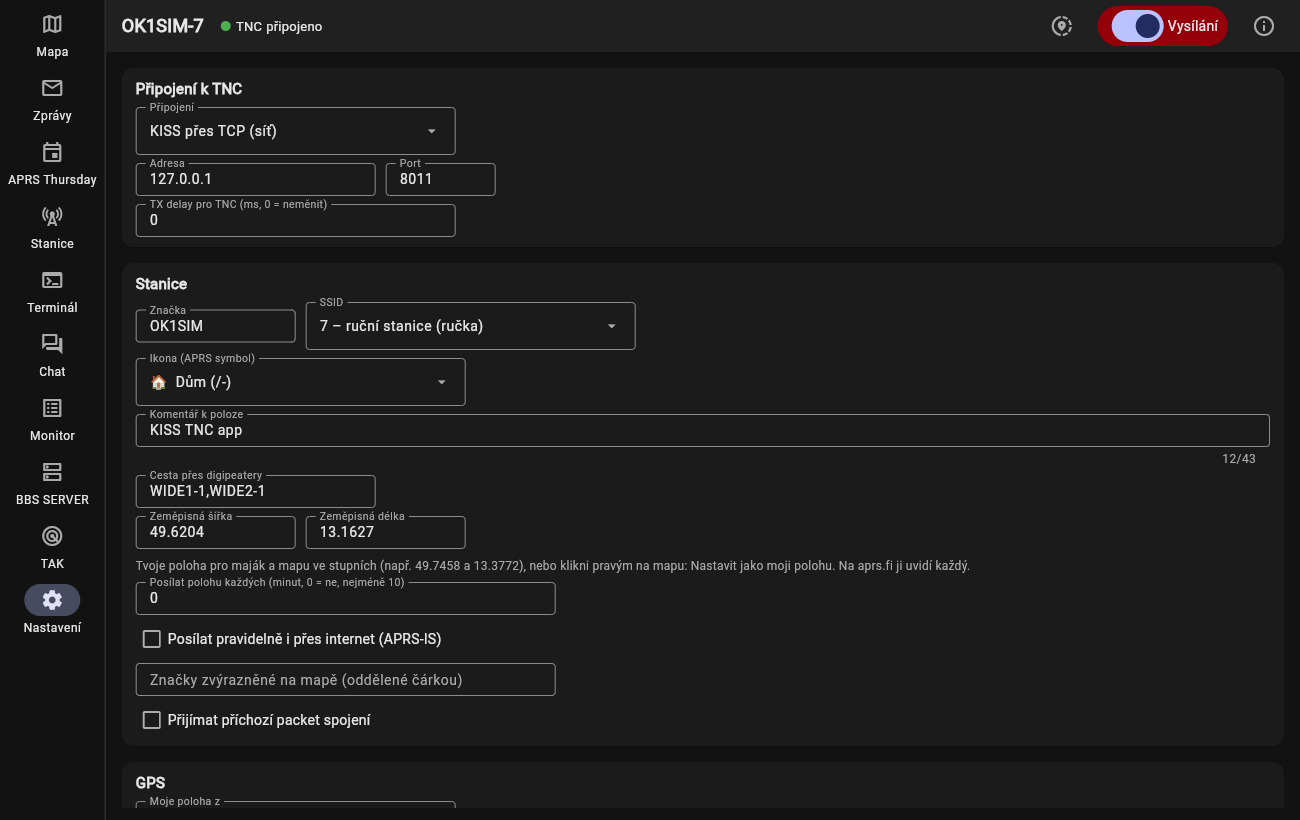 OK1SIM-7
TNC připojeno
Vysílání
Mapa
Zprávy
APRS Thursday
Stanice
Terminál
Chat
Monitor
BBS SERVER
TAK
Nastavení
Připojení k TNC
Připojení
KISS přes TCP (síť)
Adresa
127.0.0.1
Port
8011
TX delay pro TNC (ms, 0 = neměnit)
0
Stanice
Značka
OK1SIM
SSID
7 – ruční stanice (ručka)
Ikona (APRS symbol)
Dům (/-)
Komentář k poloze
KISS TNC app
12/43
Cesta přes digipeatery
WIDE1-1,WIDE2-1
Zeměpisná šířka
49.6204
Zeměpisná délka
13.1627
Tvoje poloha pro maják a mapu ve stupních (např. 49.7458 a 13.3772), nebo klikni pravým na mapu: Nastavit jako moji polohu. Na aprs.fi ji uvidí každý.
Posílat polohu každých (minut, 0 = ne, nejméně 10)
0
Posílat pravidelně i přes internet (APRS-IS)
Značky zvýrazněné na mapě (oddělené čárkou)
Přijímat příchozí packet spojení
GPS
Moje poloha z